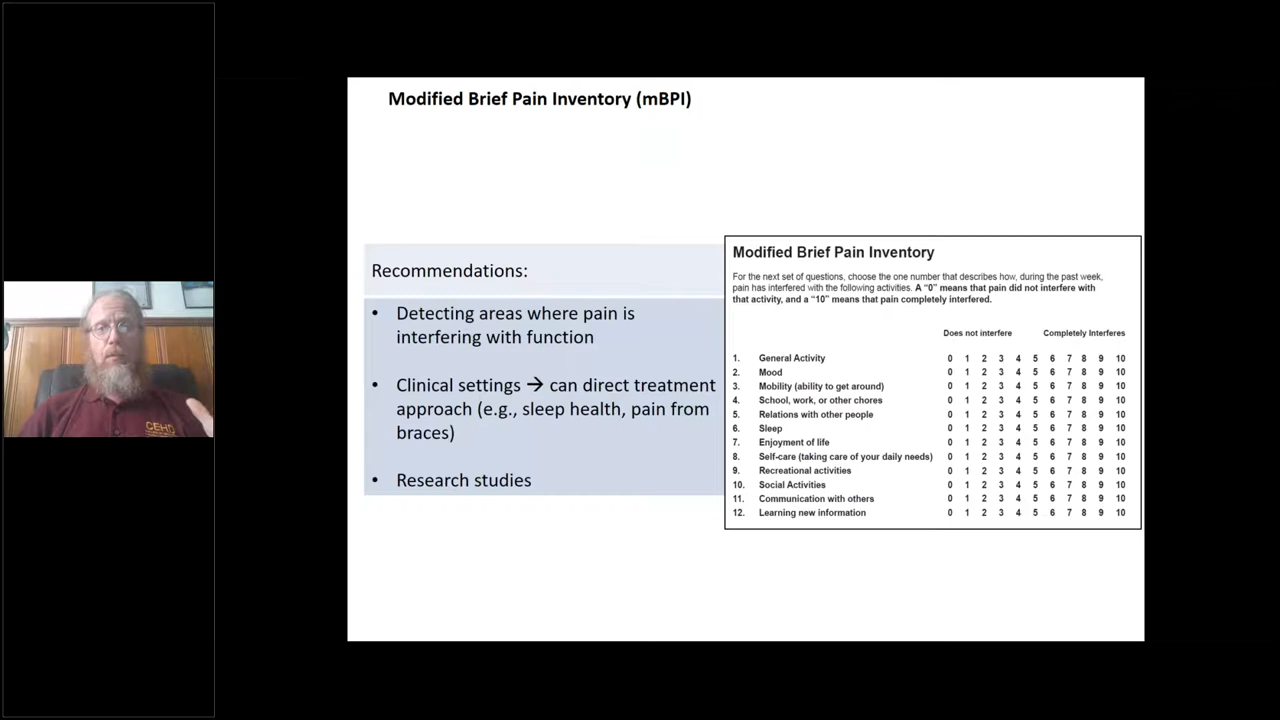 Modified Brief Pain Inventory (mBPI)
Recommendations:
• Detecting areas where pain is
interfering with function
• Clinical settings → can direct treatment
approach (e.g., sleep health, pain from
braces)
• Research studies
Modified Brief Pain Inventory
For the next set of questions, choose the one number that describes how, during the past week,
pain has interfered with the following activities. A “0” means that pain did not interfere with
that activity, and a “10” means that pain completely interfered.
Does not interfere Completely Interferes
1. General Activity 0 1 2 3 4 5 6 7 8 9 10
2. Mood 0 1 2 3 4 5 6 7 8 9 10
3. Mobility (ability to get around) 0 1 2 3 4 5 6 7 8 9 10
4. School, work, or other chores 0 1 2 3 4 5 6 7 8 9 10
5. Relations with other people 0 1 2 3 4 5 6 7 8 9 10
6. Sleep 0 1 2 3 4 5 6 7 8 9 10
7. Enjoyment of life 0 1 2 3 4 5 6 7 8 9 10
8. Self-care (taking care of your daily needs) 0 1 2 3 4 5 6 7 8 9 10
9. Recreational activities 0 1 2 3 4 5 6 7 8 9 10
10. Social Activities 0 1 2 3 4 5 6 7 8 9 10
11. Communication with others 0 1 2 3 4 5 6 7 8 9 10
12. Learning new information 0 1 2 3 4 5 6 7 8 9 10
CEHD